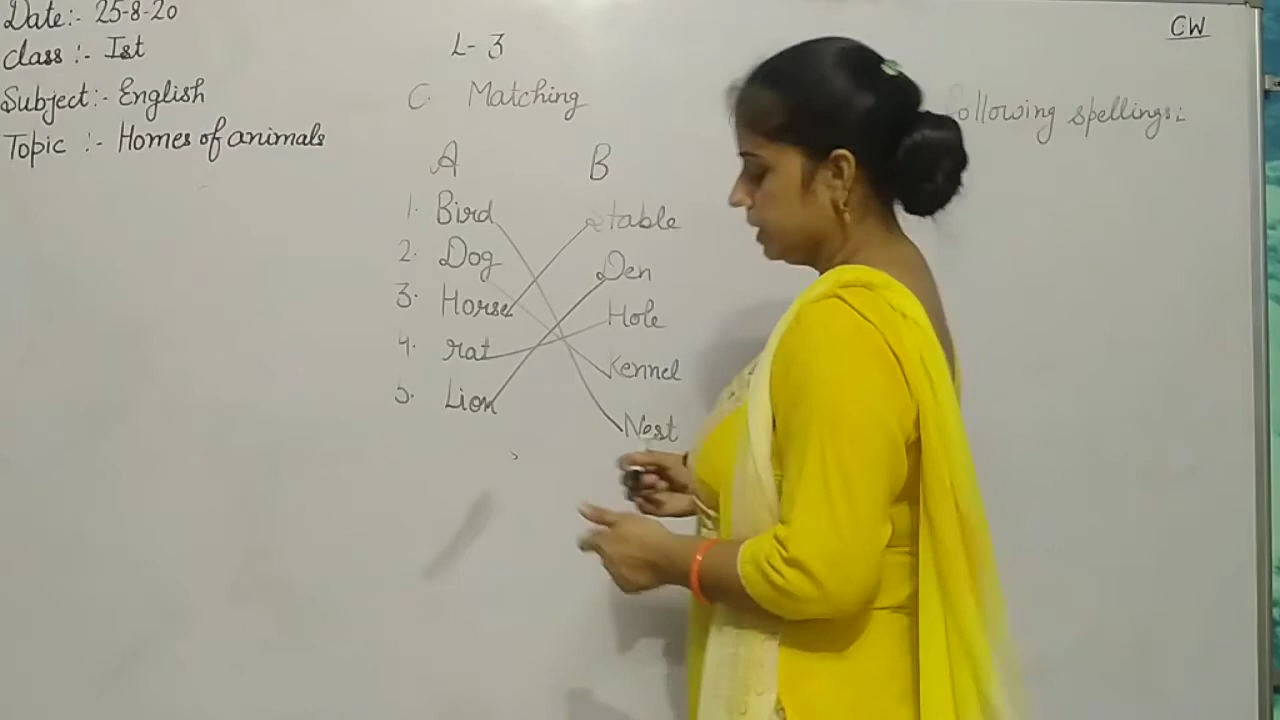 Date:- 25-8-20
Class :- Ist
Subject:- English
Topic :- Homes of animals
L- 3
C. Matching
A B
1. Bird Stable
2. Dog Den
3. Horse Hole
4. rat Kennel
5. Lion Nest
CW
following spellings: